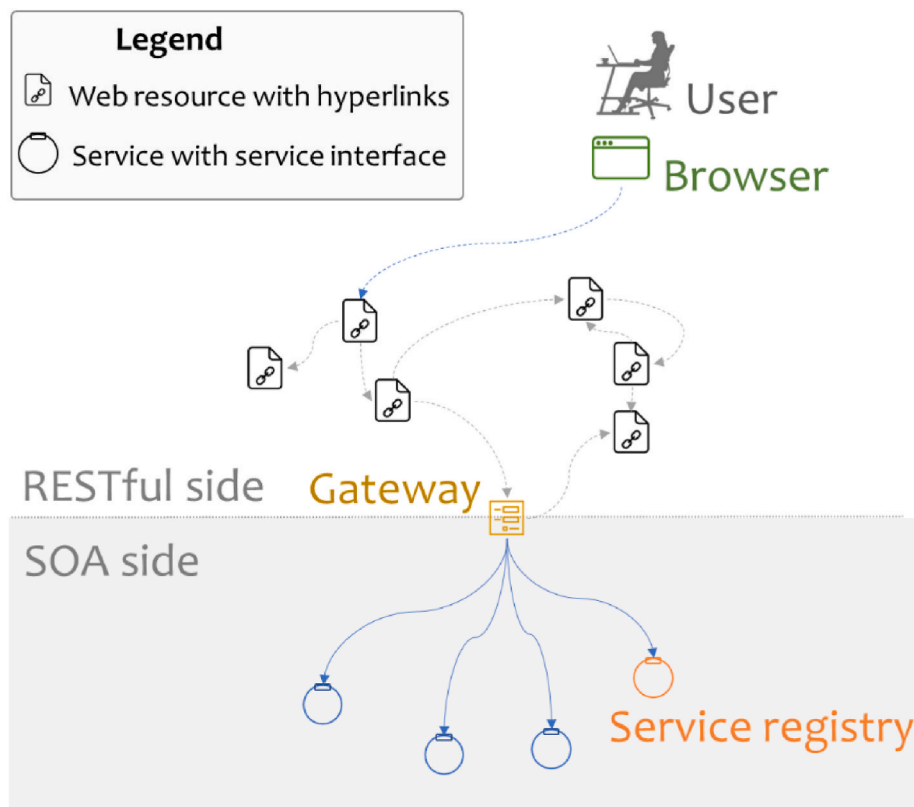 Legend
Web resource with hyperlinks
Service with service interface
User
Browser
RESTful side
Gateway
SOA side
Service registry